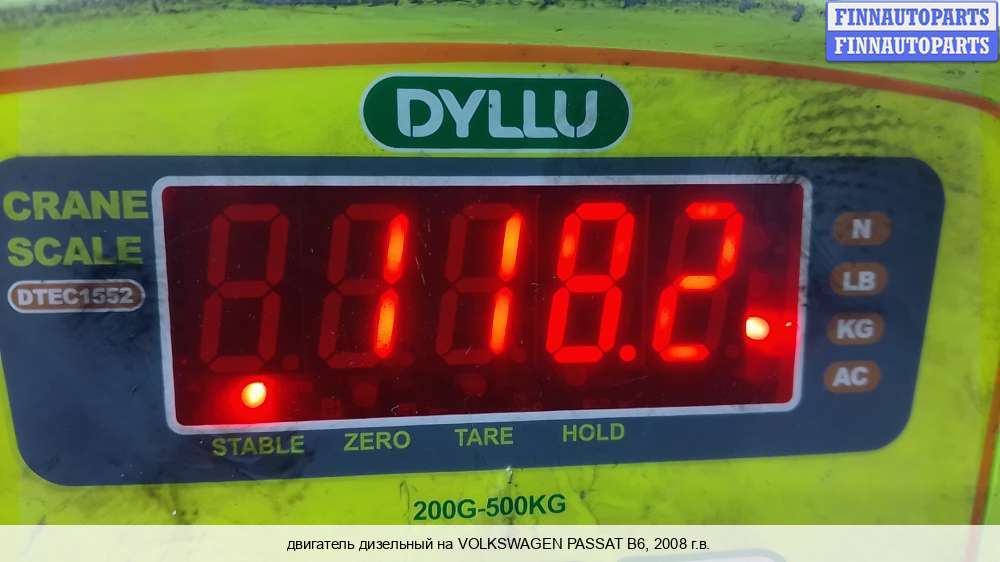 FINNAUTOPARTS
FINNAUTOPARTS
DYLLU
CRANE
SCALE
DTEC1552
118.2
N
LB
KG
AC
STABLE ZERO TARE HOLD
200G-500KG
двигатель дизельный на VOLKSWAGEN PASSAT B6, 2008 г.в.